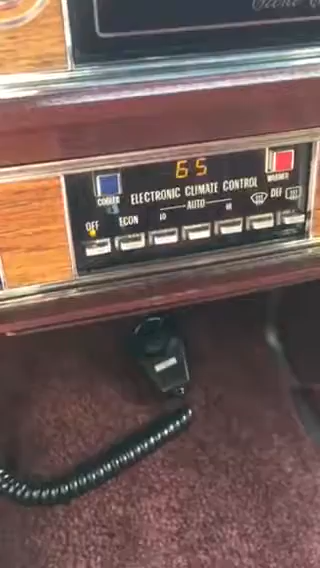 65
COOLER
WARMER
ELECTRONIC CLIMATE CONTROL
OFF
ECON
LO
AUTO
HI
DEF